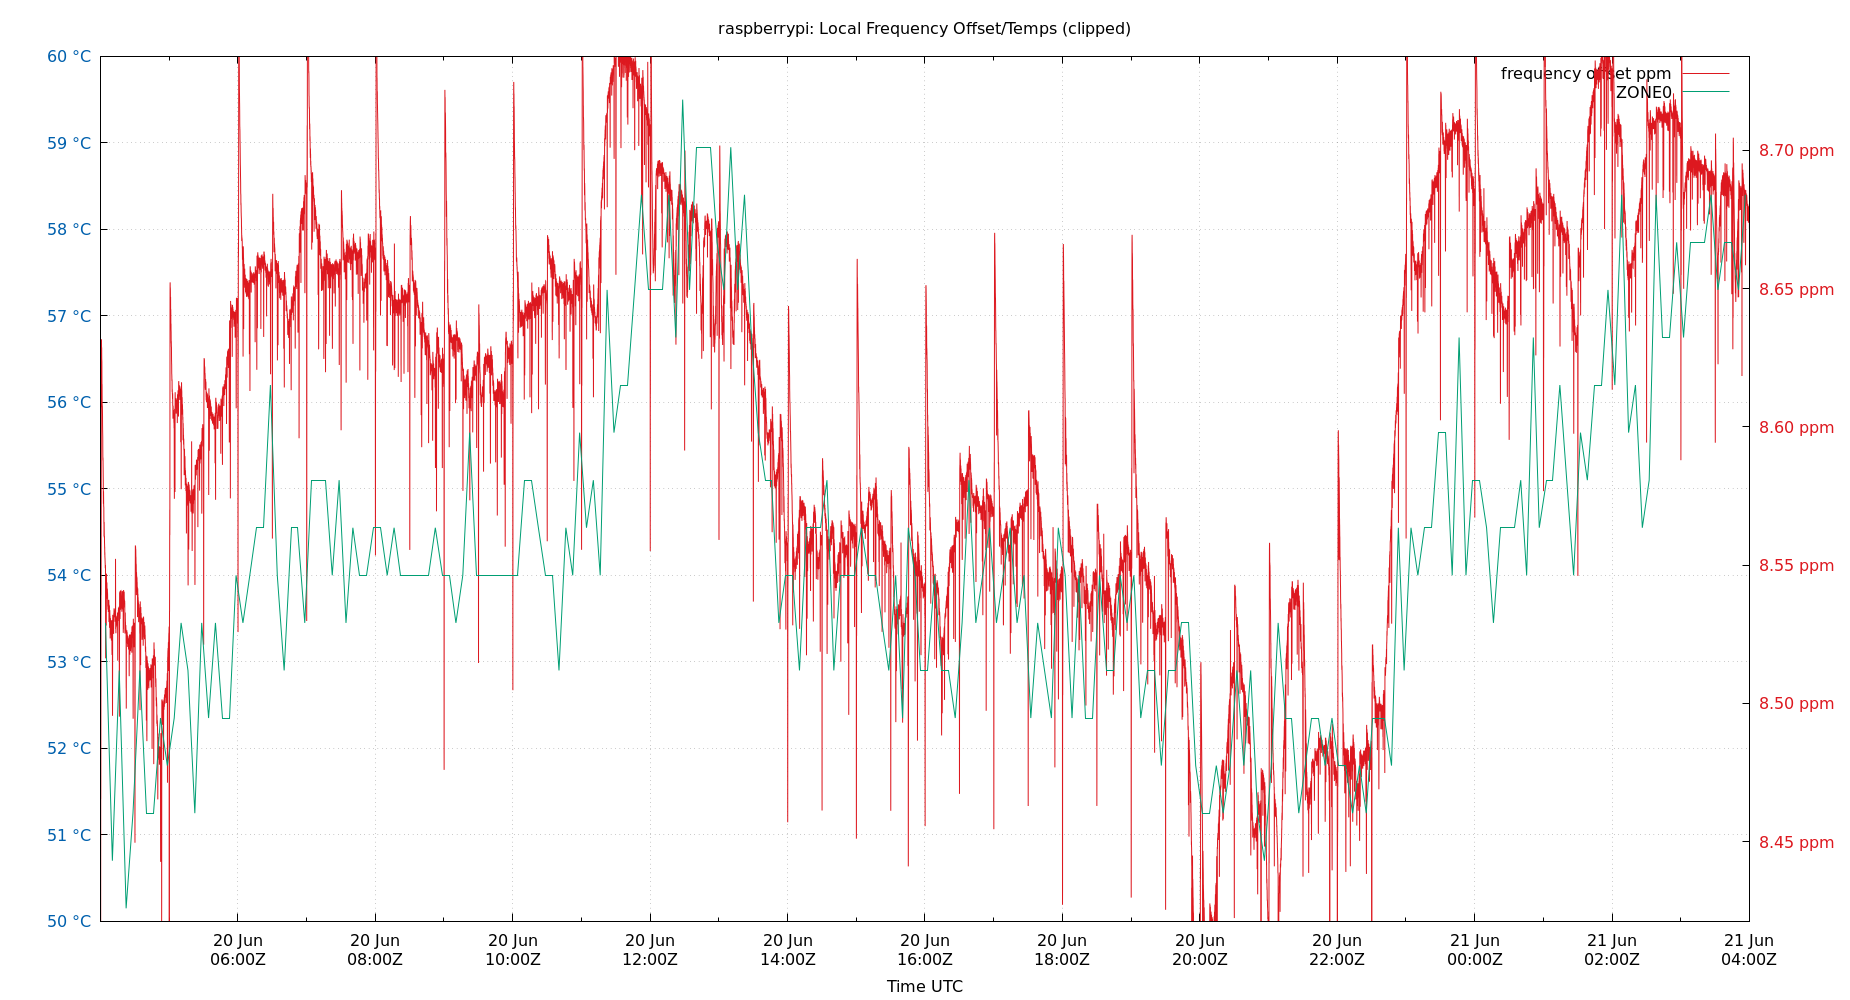 raspberrypi: Local Frequency Offset/Temps (clipped)
60 °C
59 °C
58 °C
57 °C
56 °C
55 °C
54 °C
53 °C
52 °C
51 °C
50 °C
frequency offset ppm
ZONE0
8.70 ppm
8.65 ppm
8.60 ppm
8.55 ppm
8.50 ppm
8.45 ppm
20 Jun 20 Jun 20 Jun 20 Jun 20 Jun 20 Jun 20 Jun 20 Jun 20 Jun 21 Jun 21 Jun 21 Jun
06:00Z 08:00Z 10:00Z 12:00Z 14:00Z 16:00Z 18:00Z 20:00Z 22:00Z 00:00Z 02:00Z 04:00Z
Time UTC